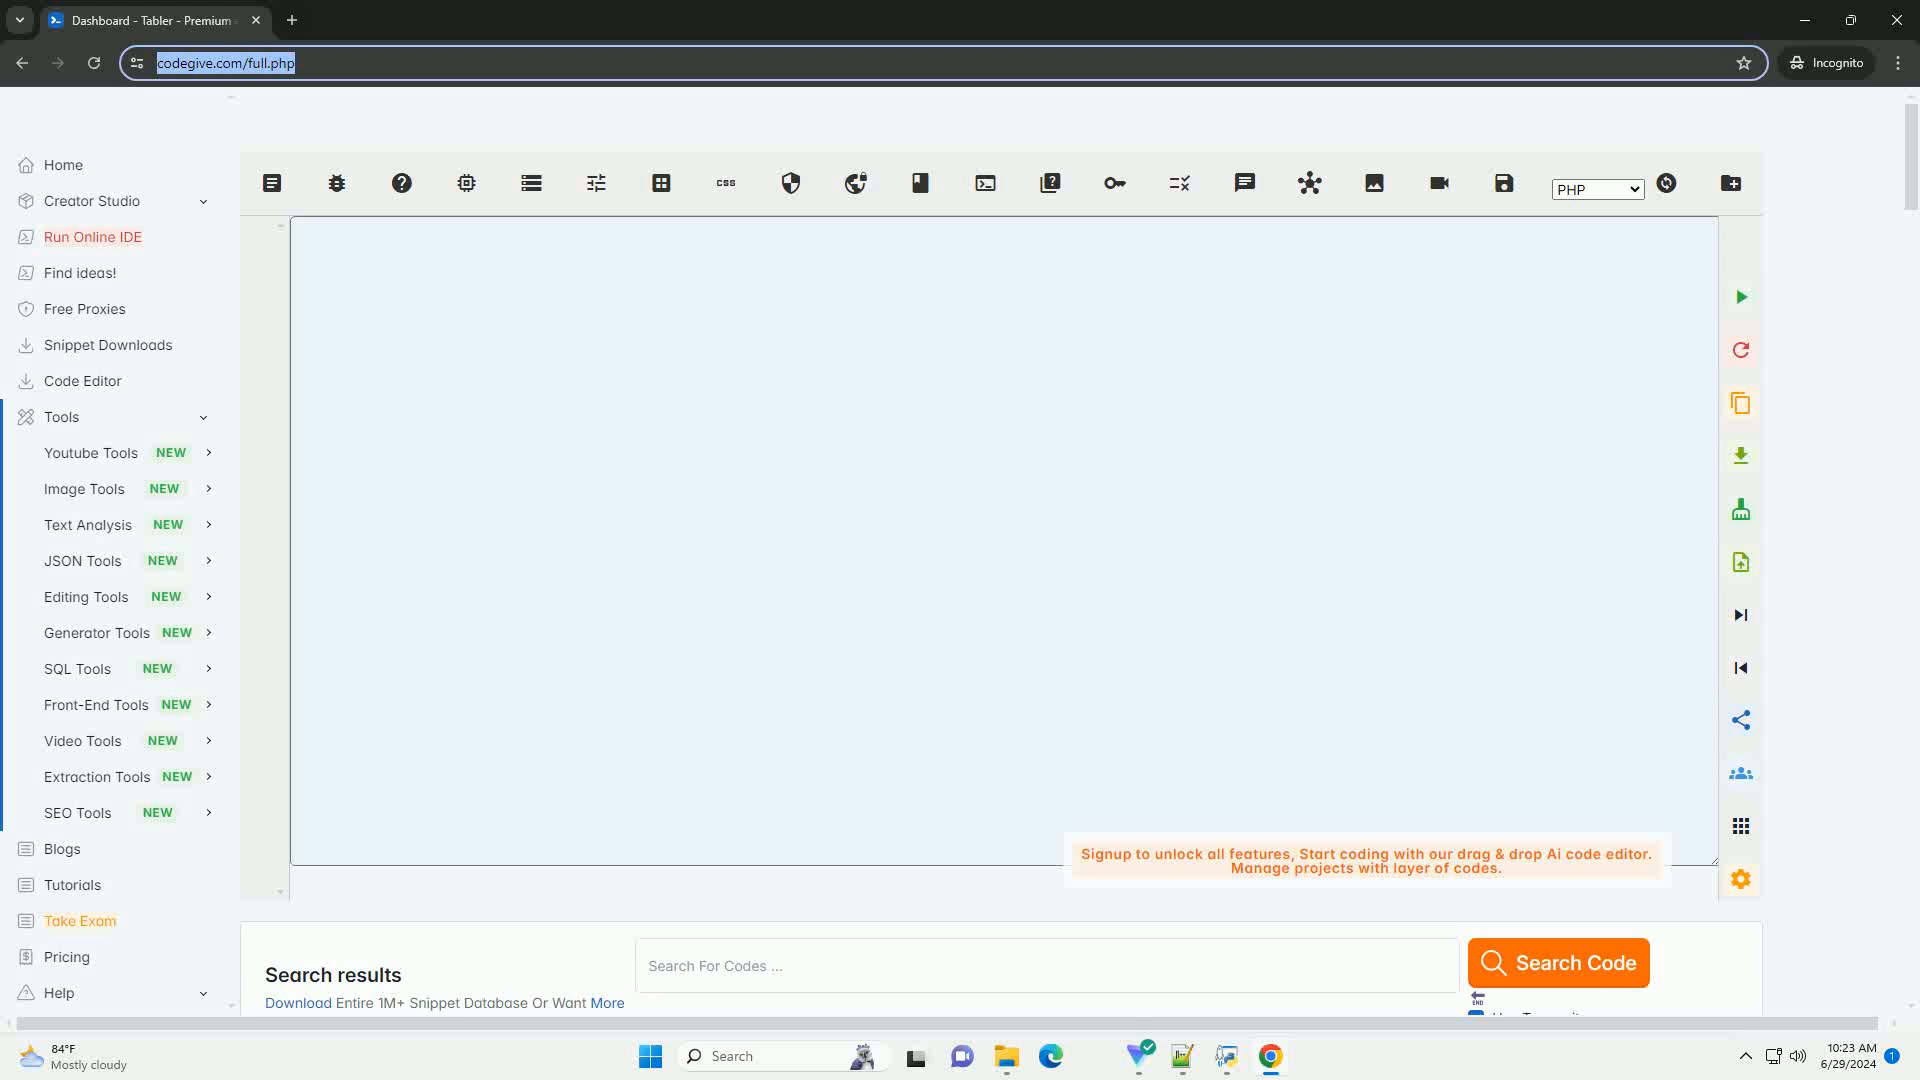 Dashboard - Tabler - Premium
codegive.com/full.php
Incognito
Home
Creator Studio
Run Online IDE
Find ideas!
Free Proxies
Snippet Downloads
Code Editor
Tools
Youtube Tools NEW
Image Tools NEW
Text Analysis NEW
JSON Tools NEW
Editing Tools NEW
Generator Tools NEW
SQL Tools NEW
Front-End Tools NEW
Video Tools NEW
Extraction Tools NEW
SEO Tools NEW
Blogs
Tutorials
Take Exam
Pricing
Help
css
PHP
Signup to unlock all features, Start coding with our drag & drop Ai code editor.
Manage projects with layer of codes.
Search results
Download Entire 1M+ Snippet Database Or Want More
Search For Codes ...
Search Code
END
84°F
Mostly cloudy
Search
10:23 AM
6/29/2024
1